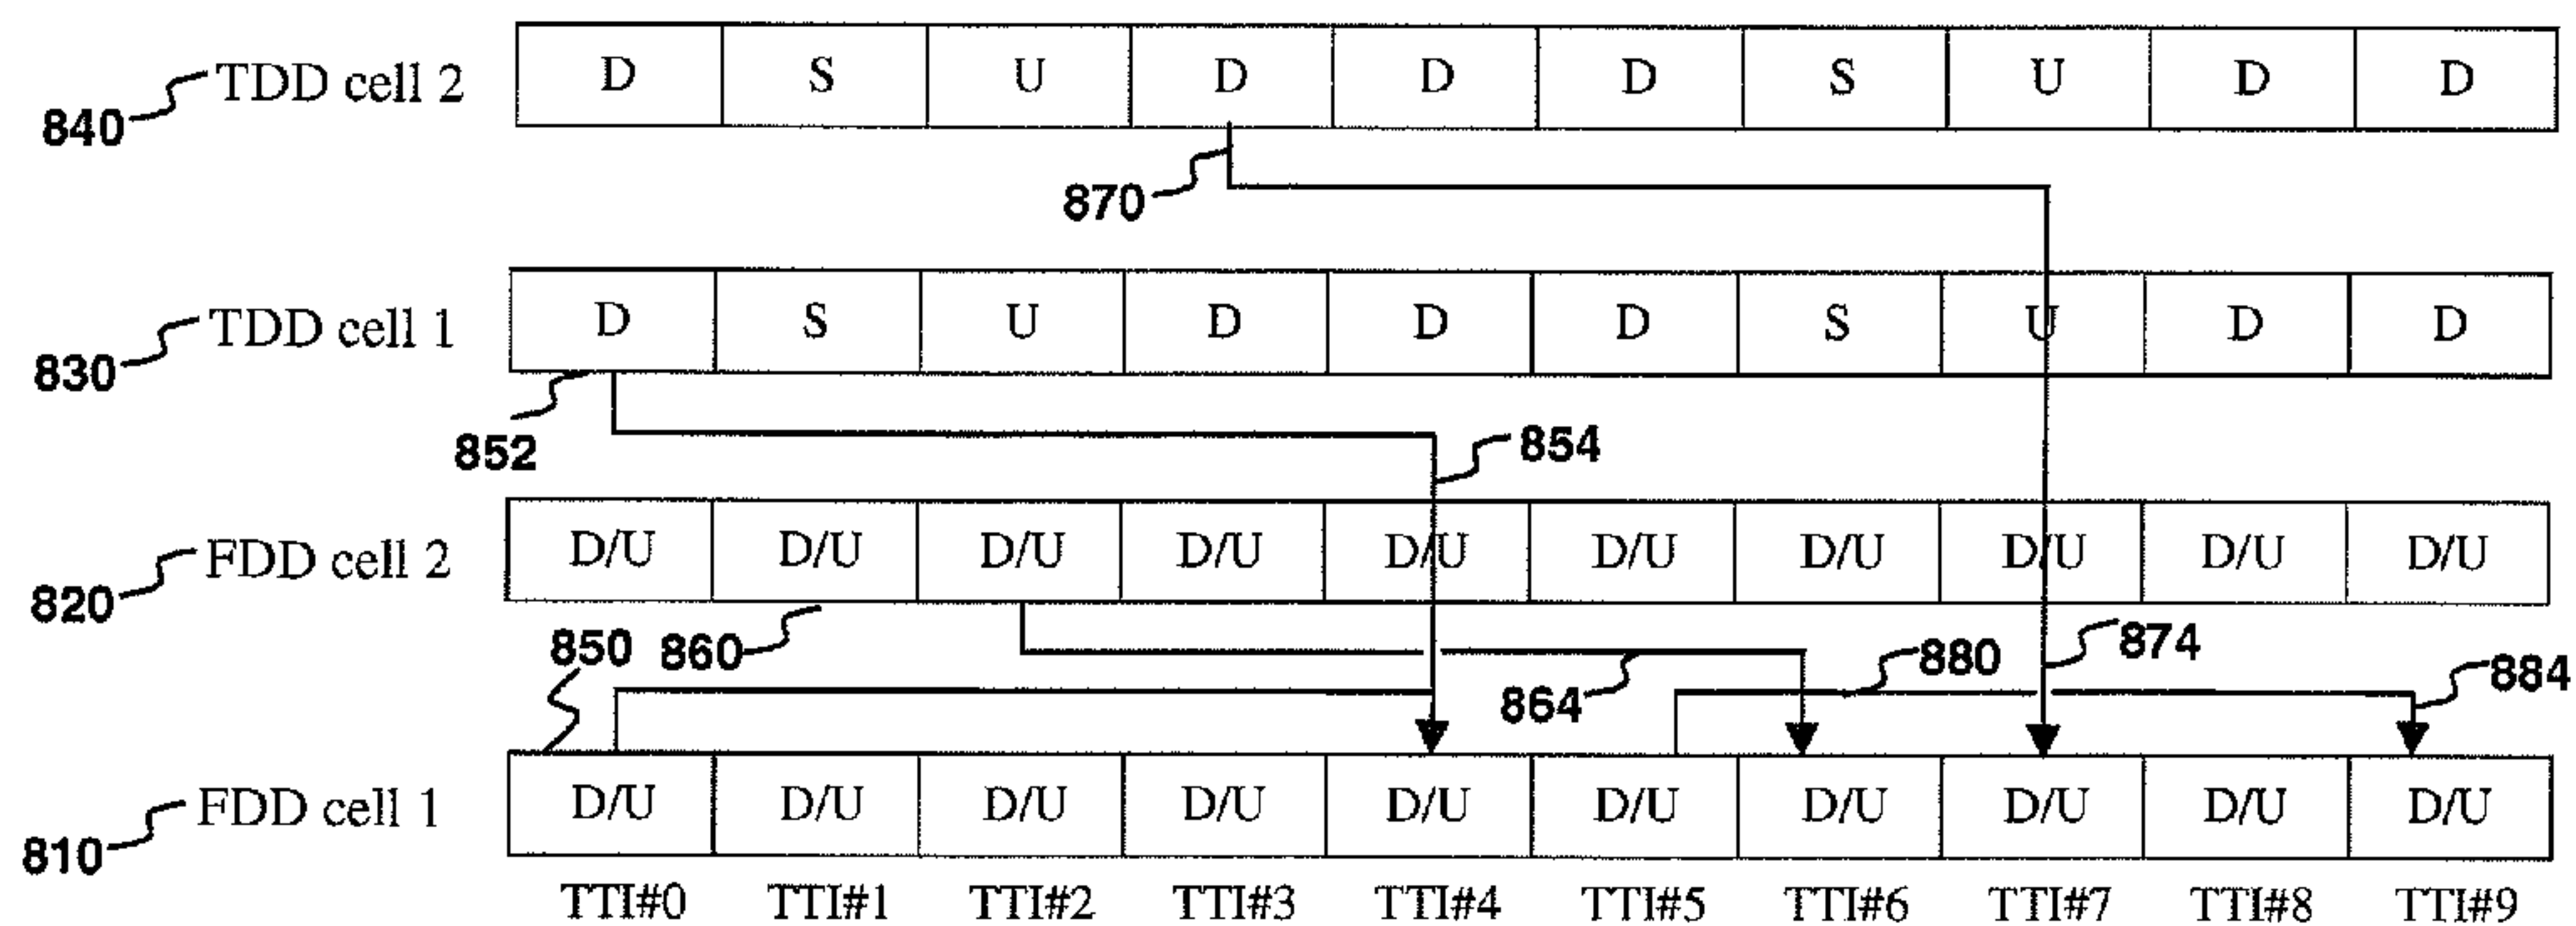 TDD cell 2 D S U D D D S U D D
840
870
TDD cell 1 D S U D D D S U D D
830
852
854
FDD cell 2 D/U D/U D/U D/U D/U D/U D/U D/U D/U D/U
820
850 860 864 880 874 884
FDD cell 1 D/U D/U D/U D/U D/U D/U D/U D/U D/U D/U
810
TTI#0 TTI#1 TTI#2 TTI#3 TTI#4 TTI#5 TTI#6 TTI#7 TTI#8 TTI#9